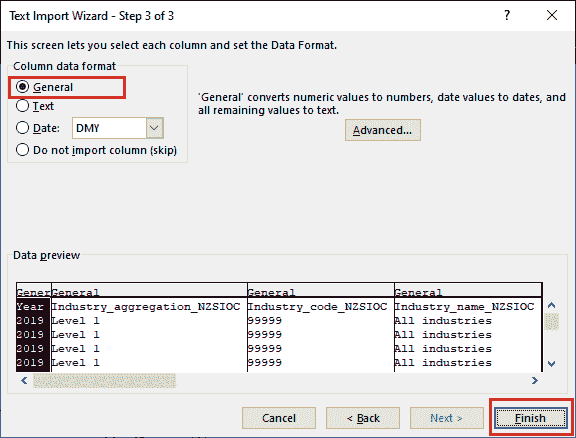 Text Import Wizard - Step 3 of 3
? ×
This screen lets you select each column and set the Data Format.
Column data format
General
Text
Date: DMY
Do not import column (skip)
'General' converts numeric values to numbers, date values to dates, and
all remaining values to text.
Advanced...
Data preview
Gener General General General
Year Industry_aggregation_NZSIOC Industry_code_NZSIOC Industry_name_NZSIOC
2019 Level 1 99999 All industries
2019 Level 1 99999 All industries
2019 Level 1 99999 All industries
2019 Level 1 99999 All industries
Cancel < Back Next > Finish